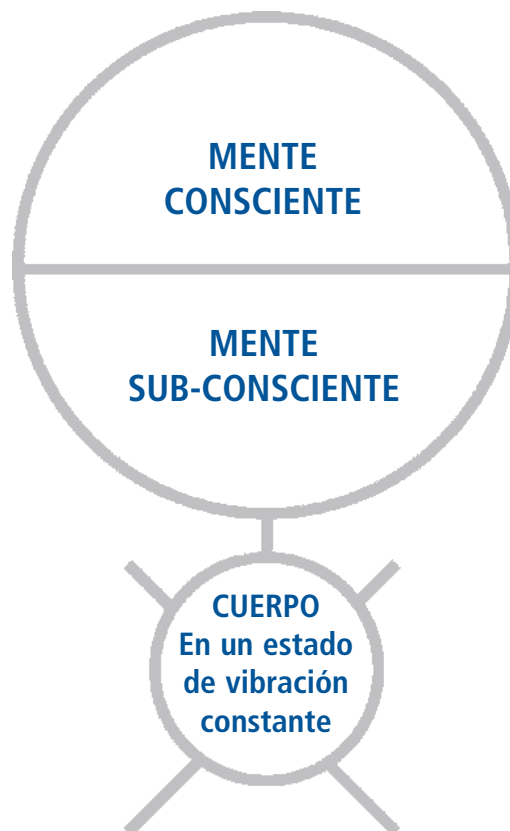 MENTE
CONSCIENTE
MENTE
SUB-CONSCIENTE
CUERPO
En un estado
de vibración
constante